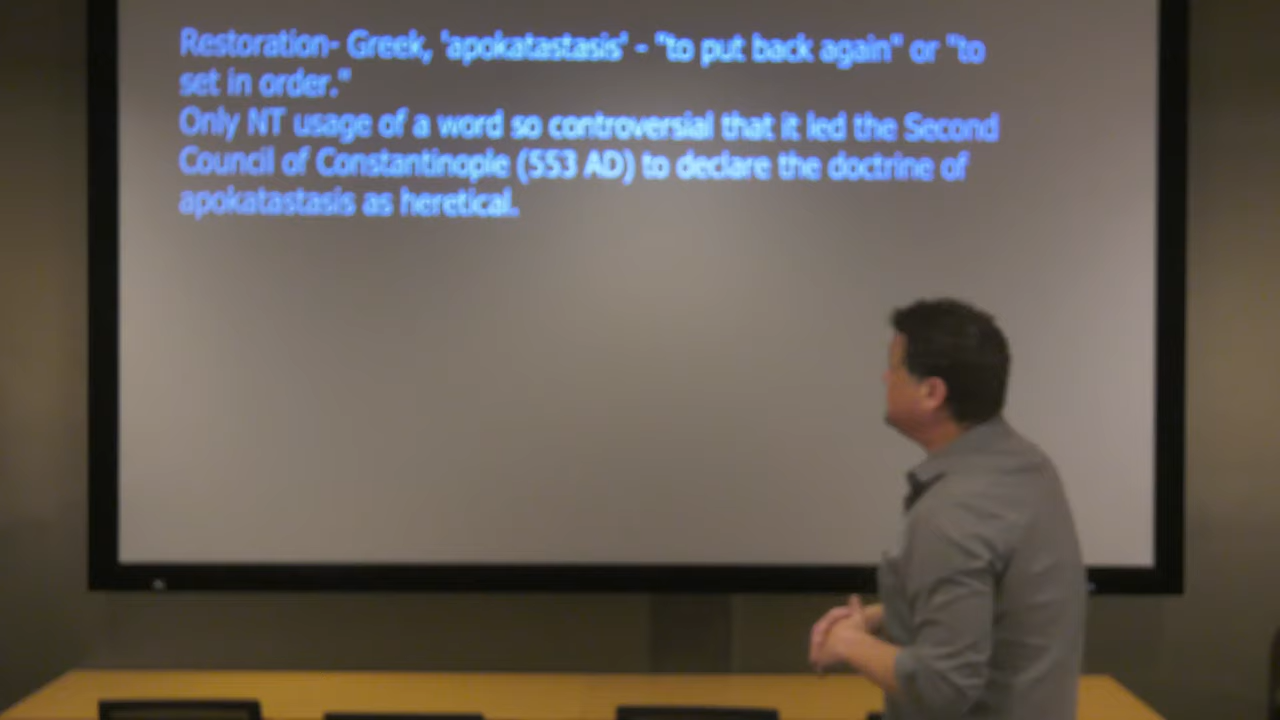 Restoration- Greek, 'apokatastasis' - "to put back again" or "to
set in order."
Only NT usage of a word so controversial that it led the Second
Council of Constantinople (553 AD) to declare the doctrine of
apokatastasis as heretical.